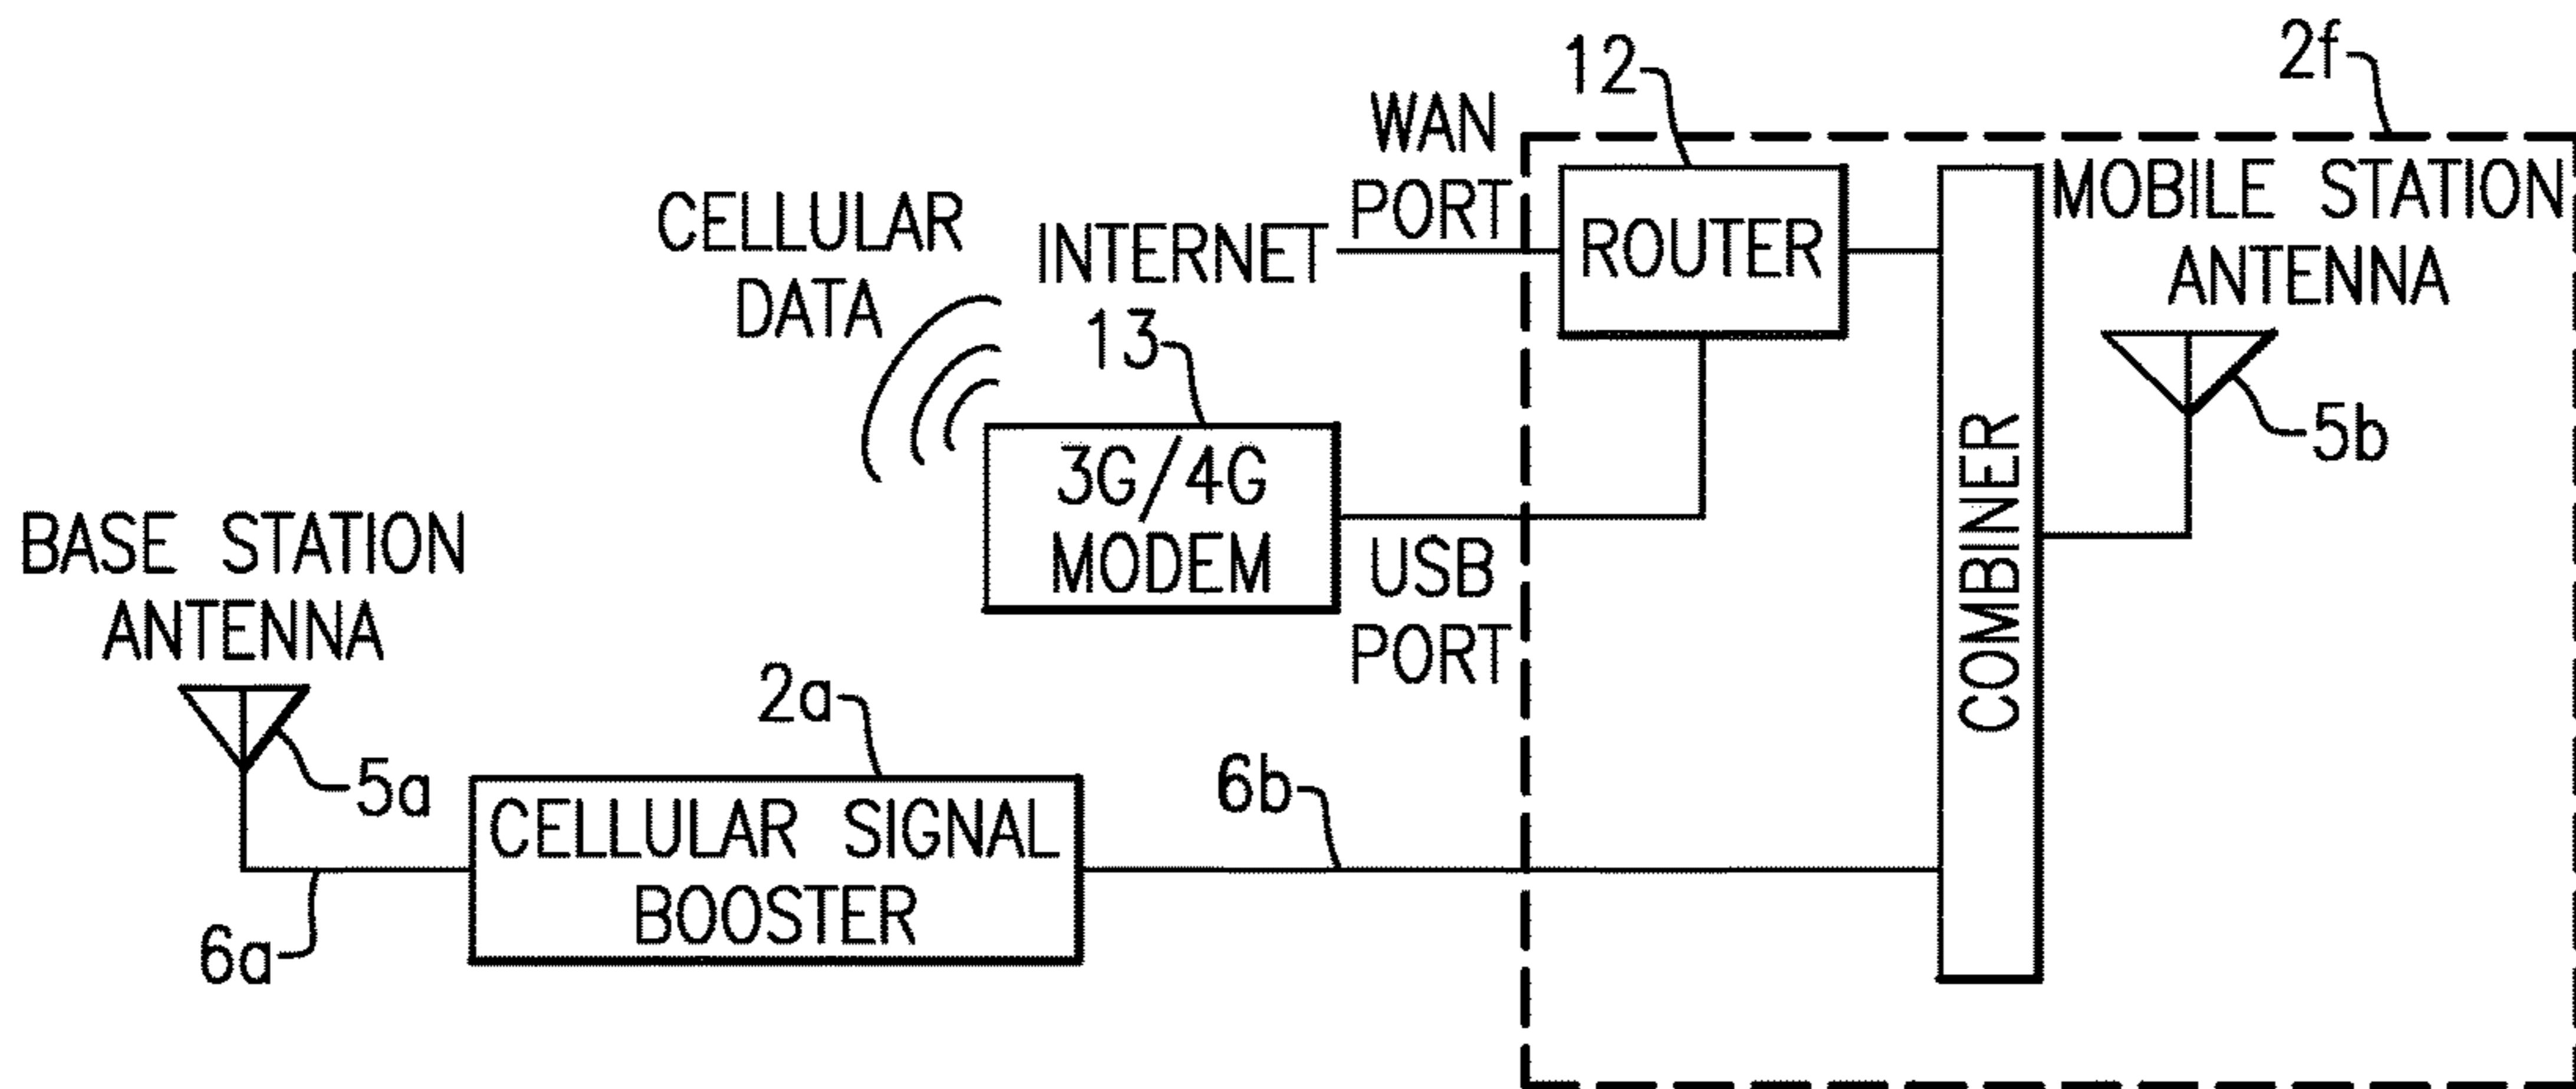 2f
12
WAN
PORT
MOBILE STATION
ANTENNA
CELLULAR
DATA
INTERNET
ROUTER
13
5b
3G/4G
MODEM
COMBINER
BASE STATION
ANTENNA
USB
PORT
2a
5a
6b
CELLULAR SIGNAL
BOOSTER
6a